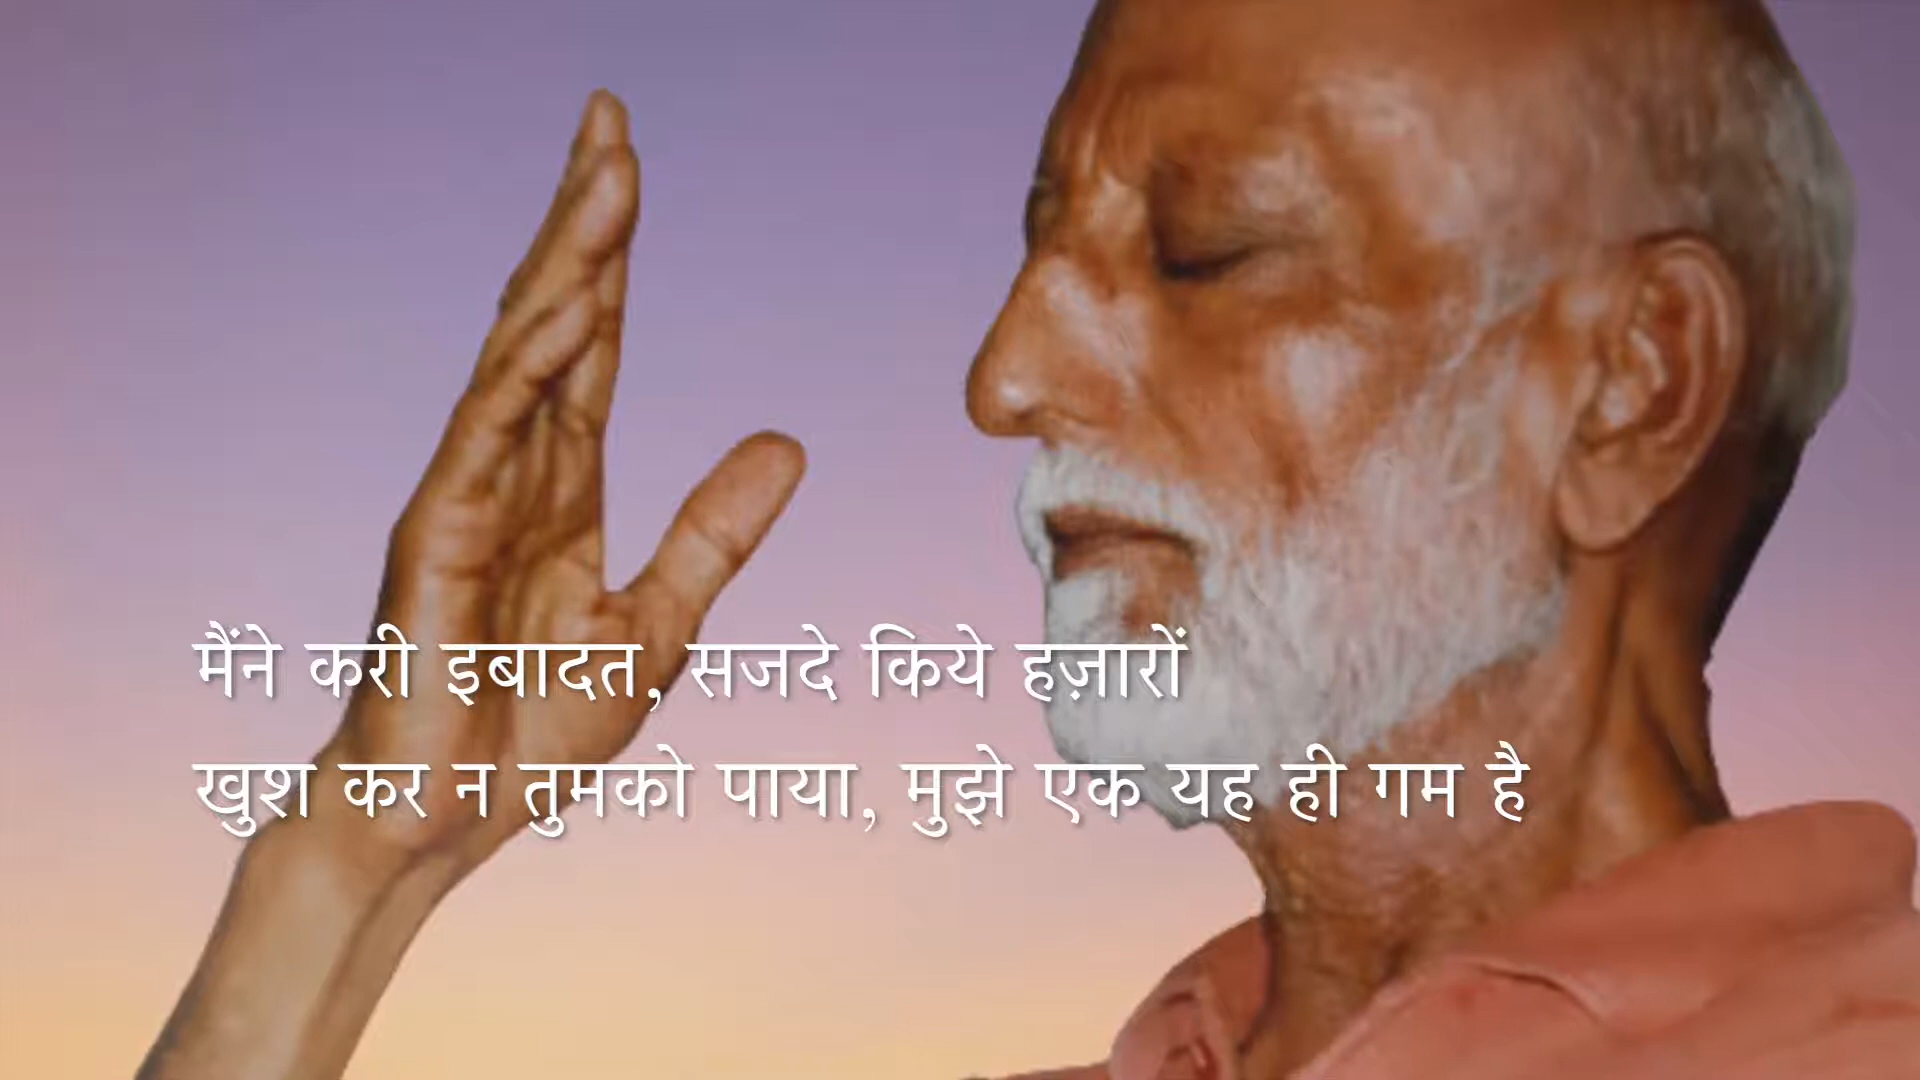 मैंने करी इबादत, सजदे किये हज़ारों
खुश कर न तुमको पाया, मुझे एक यह ही गम है